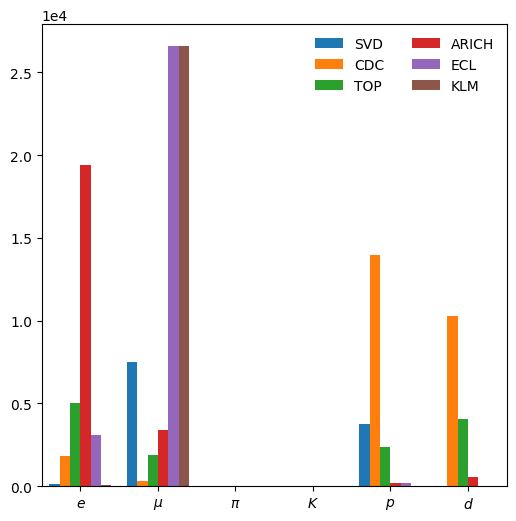 1e4
SVD ARICH
CDC ECL
TOP KLM
2.5
2.0
1.5
1.0
0.5
0.0
e μ π K p d